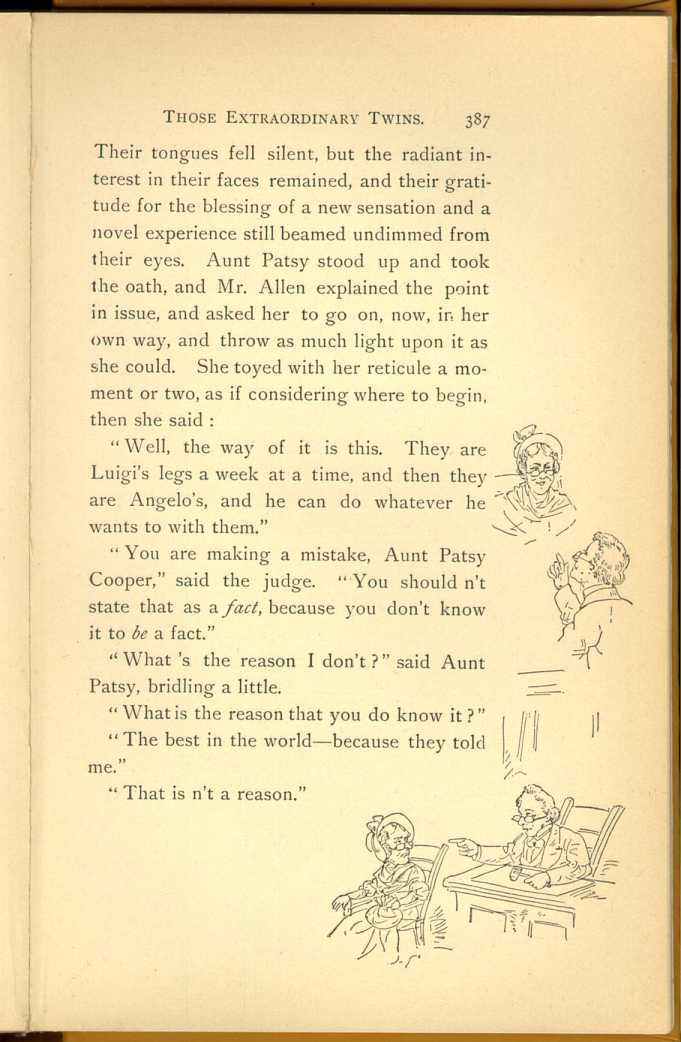 THOSE EXTRAORDINARY TWINS. 387
Their tongues fell silent, but the radiant in-
terest in their faces remained, and their grati-
tude for the blessing of a new sensation and a
novel experience still beamed undimmed from
their eyes. Aunt Patsy stood up and took
the oath, and Mr. Allen explained the point
in issue, and asked her to go on, now, in her
own way, and throw as much light upon it as
she could. She toyed with her reticule a mo-
ment or two, as if considering where to begin,
then she said :
“ Well, the way of it is this. They are
Luigi's legs a week at a time, and then they
are Angelo's, and he can do whatever he
wants to with them.”
“ You are making a mistake, Aunt Patsy
Cooper,” said the judge. “ You should n't
state that as a fact, because you don't know
it to be a fact.”
“ What 's the reason I don't ? ” said Aunt
Patsy, bridling a little.
“ What is the reason that you do know it ? ”
“ The best in the world—because they told
me.”
“ That is n't a reason.”